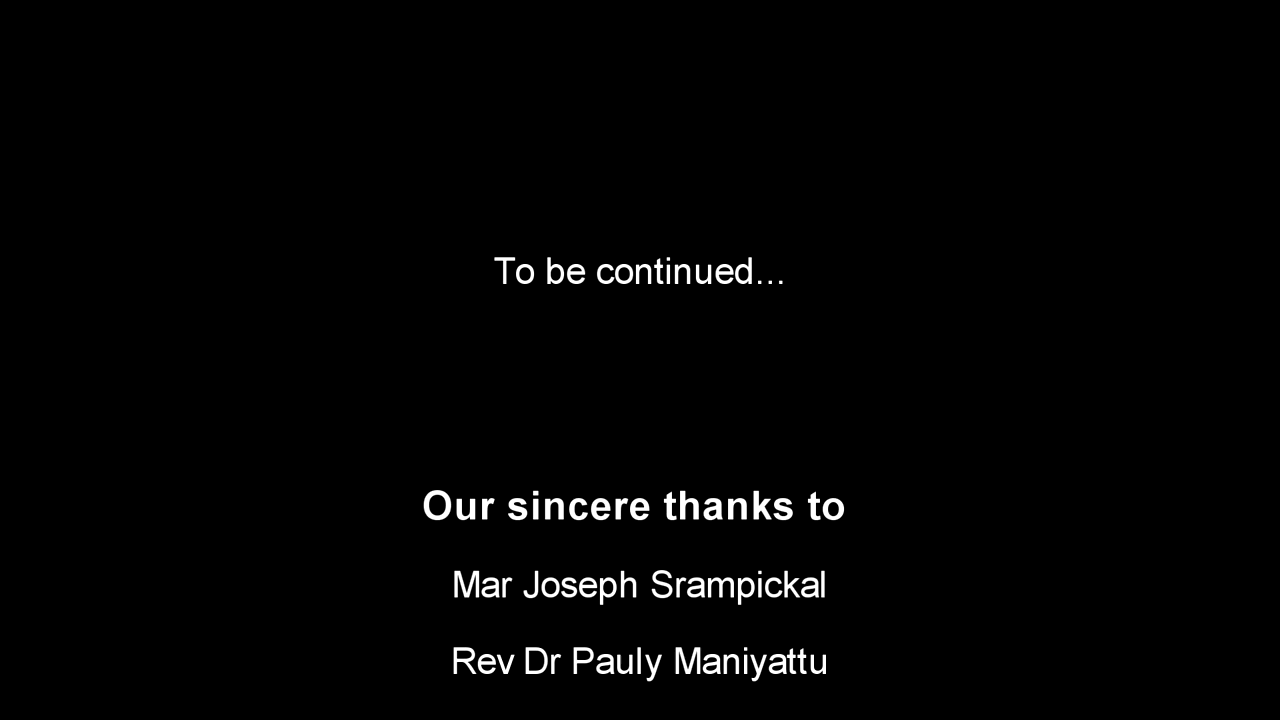 To be continued...
Our sincere thanks to
Mar Joseph Srampickal
Rev Dr Pauly Maniyattu